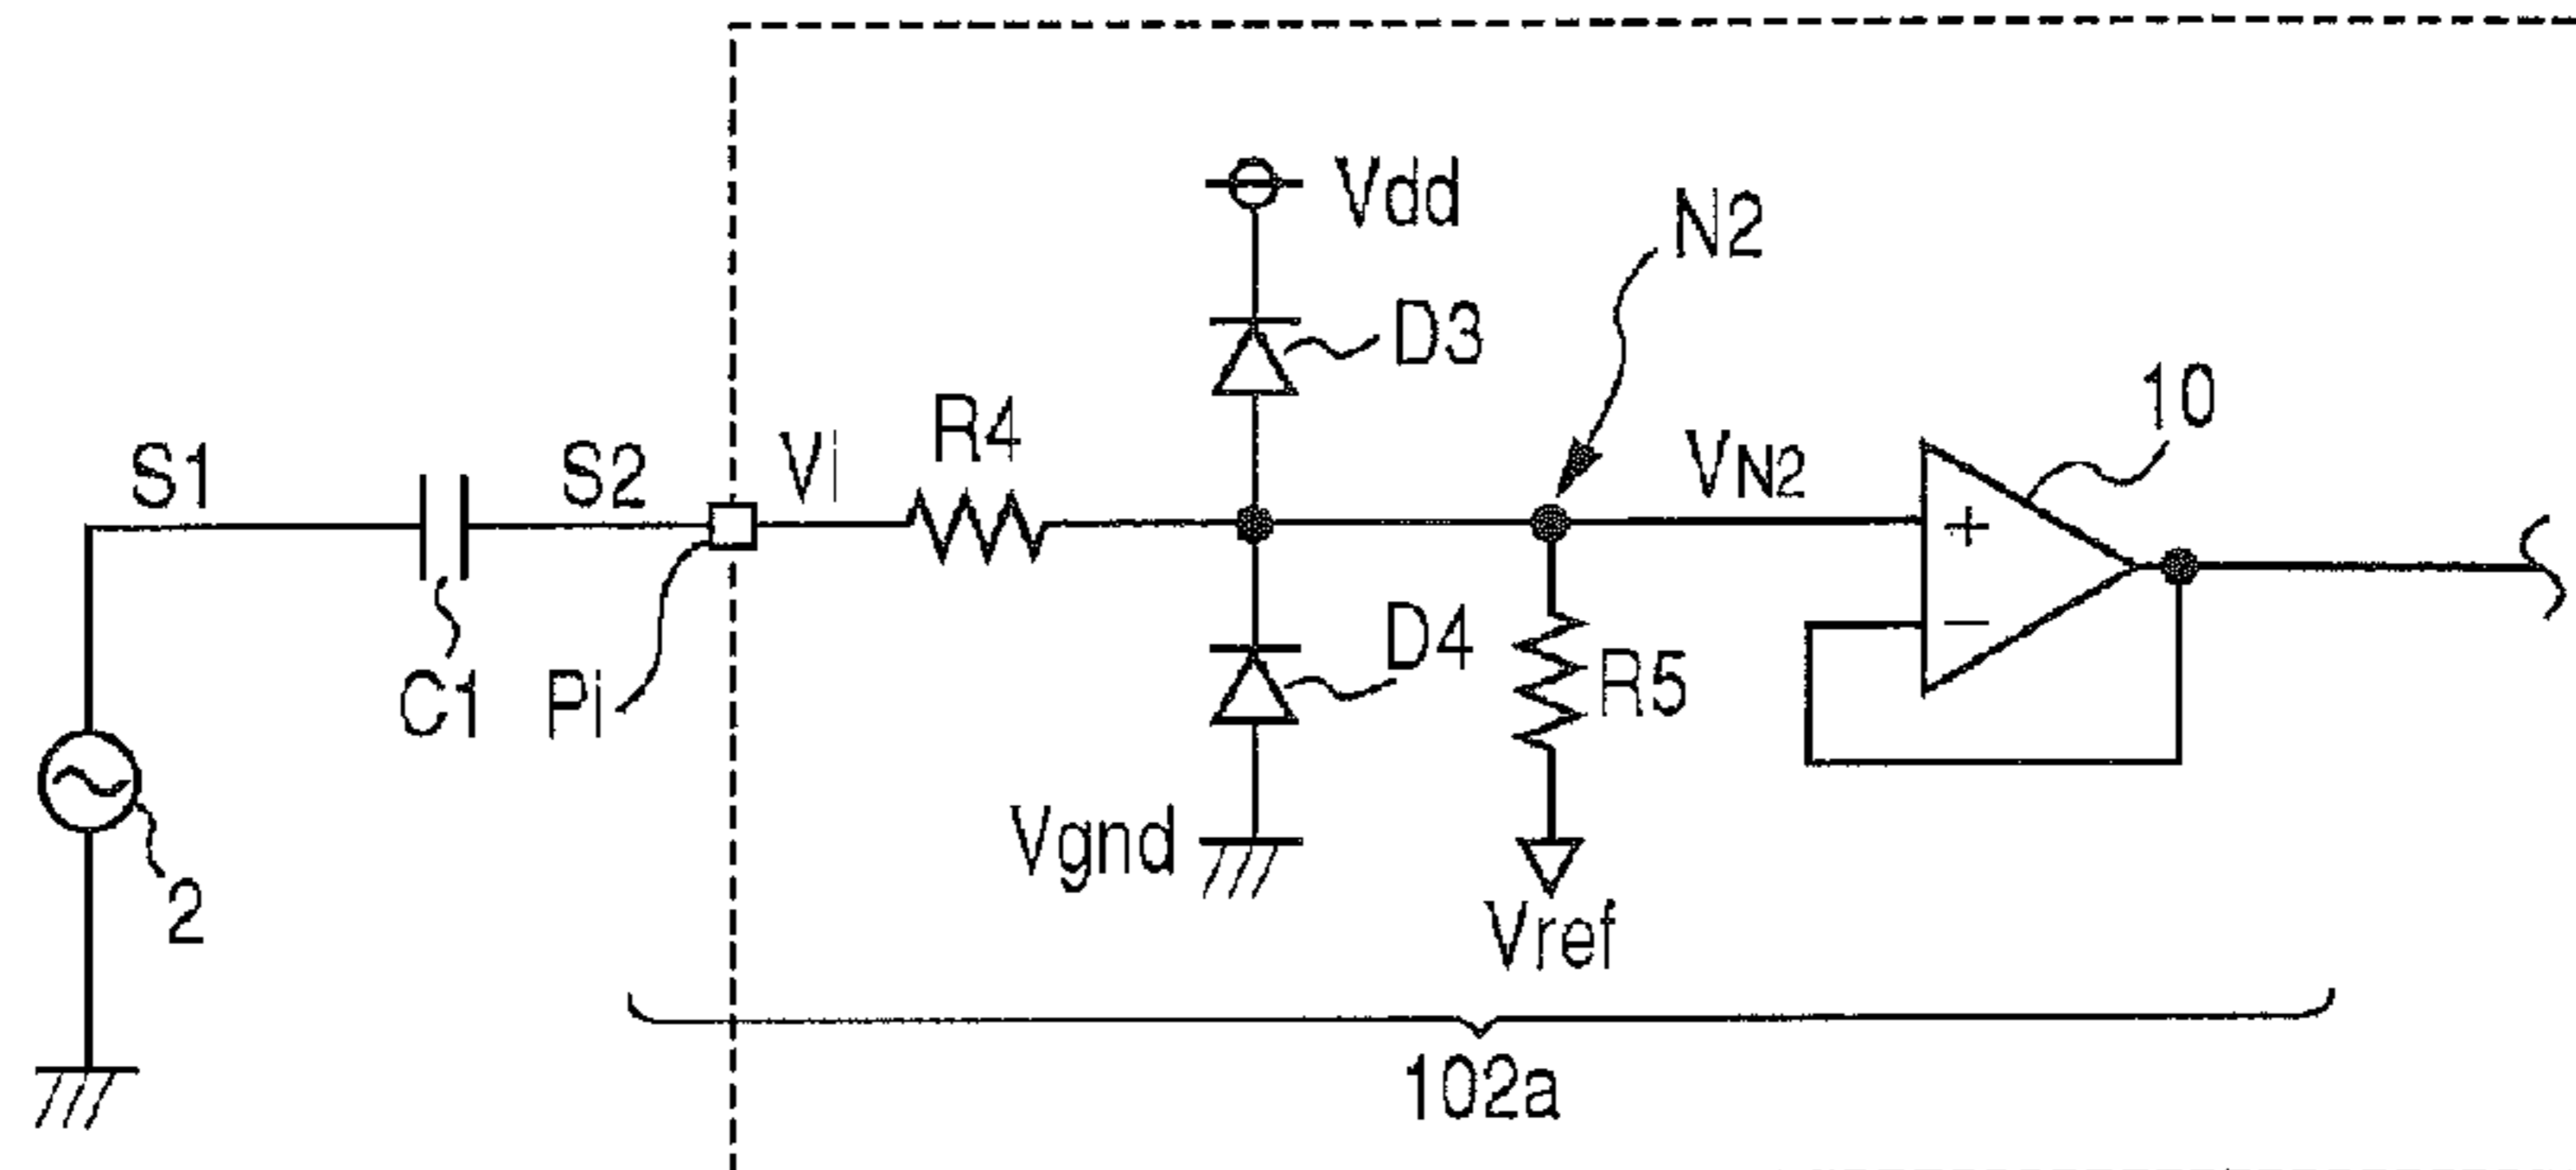 Vdd
N2
D3
10
S1
S2
Vi
R4
VN2
+
−
C1
Pi
D4
R5
2
Vgnd
Vref
102a